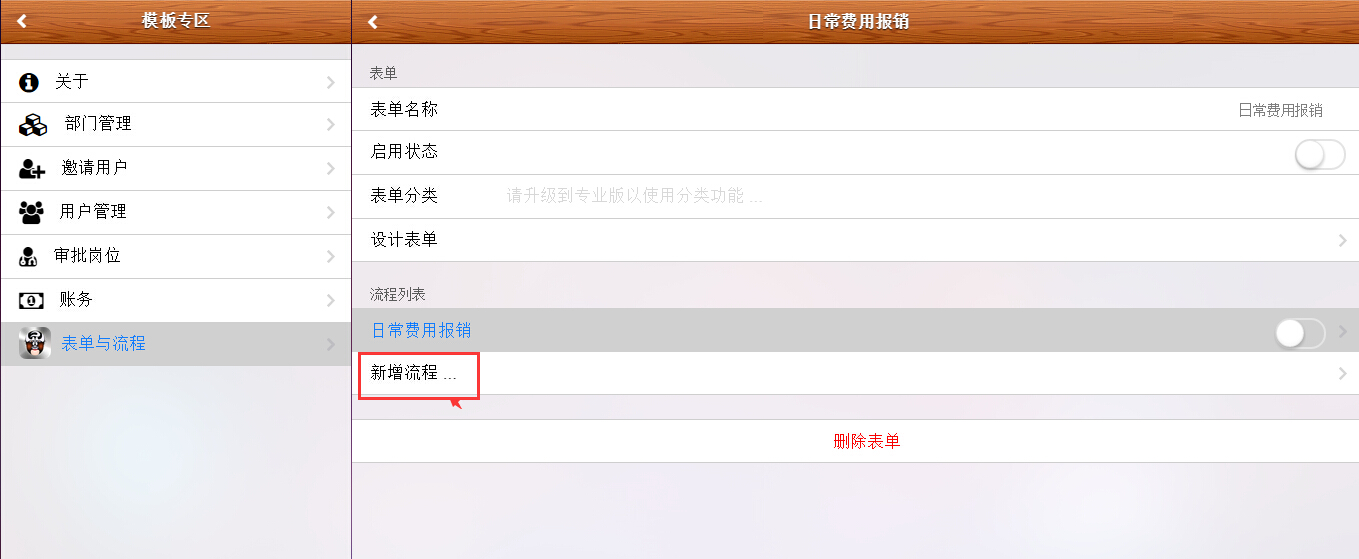 模板专区
关于
部门管理
邀请用户
用户管理
审批岗位
账务
表单与流程
日常费用报销
表单
表单名称 日常费用报销
启用状态
表单分类 请升级到专业版以使用分类功能 ...
设计表单
流程列表
日常费用报销
新增流程 ...
删除表单